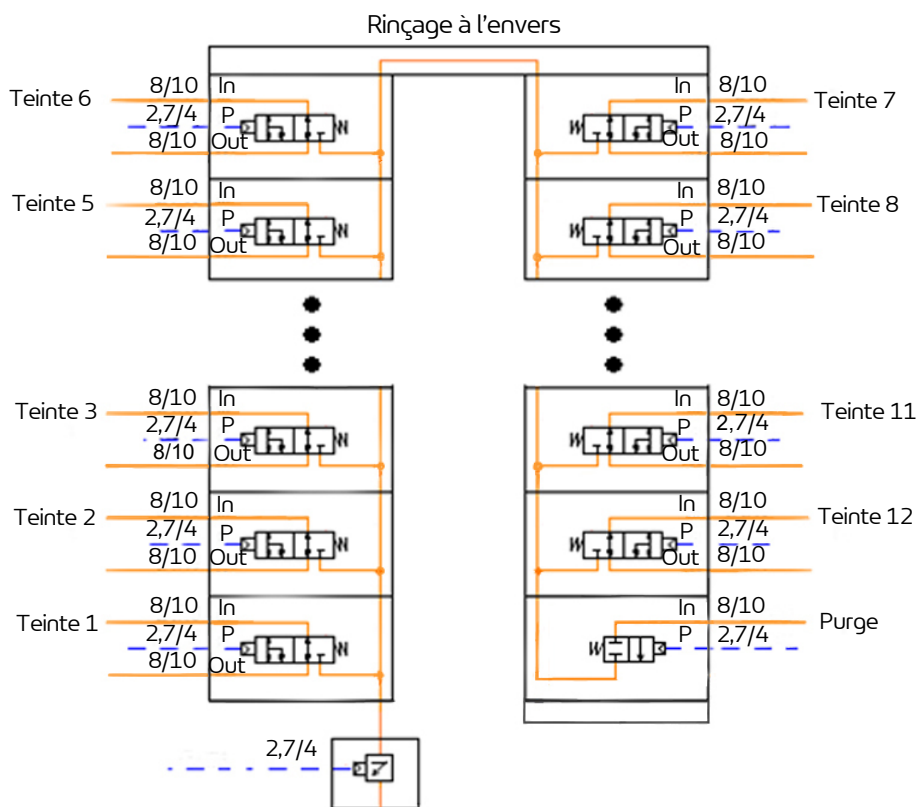 Rinçage à l'envers
Teinte 6
8/10 In
2,7/4 P
8/10 Out
Teinte 5
8/10 In
2,7/4 P
8/10 Out
Teinte 3
8/10 In
2,7/4 P
8/10 Out
Teinte 2
8/10 In
2,7/4 P
8/10 Out
Teinte 1
8/10 In
2,7/4 P
8/10 Out
2,7/4
In 8/10
Teinte 7
P 2,7/4
Out 8/10
In 8/10
Teinte 8
P 2,7/4
Out 8/10
In 8/10
Teinte 11
P 2,7/4
Out 8/10
In 8/10
Teinte 12
P 2,7/4
Out 8/10
In 8/10
Purge
P 2,7/4